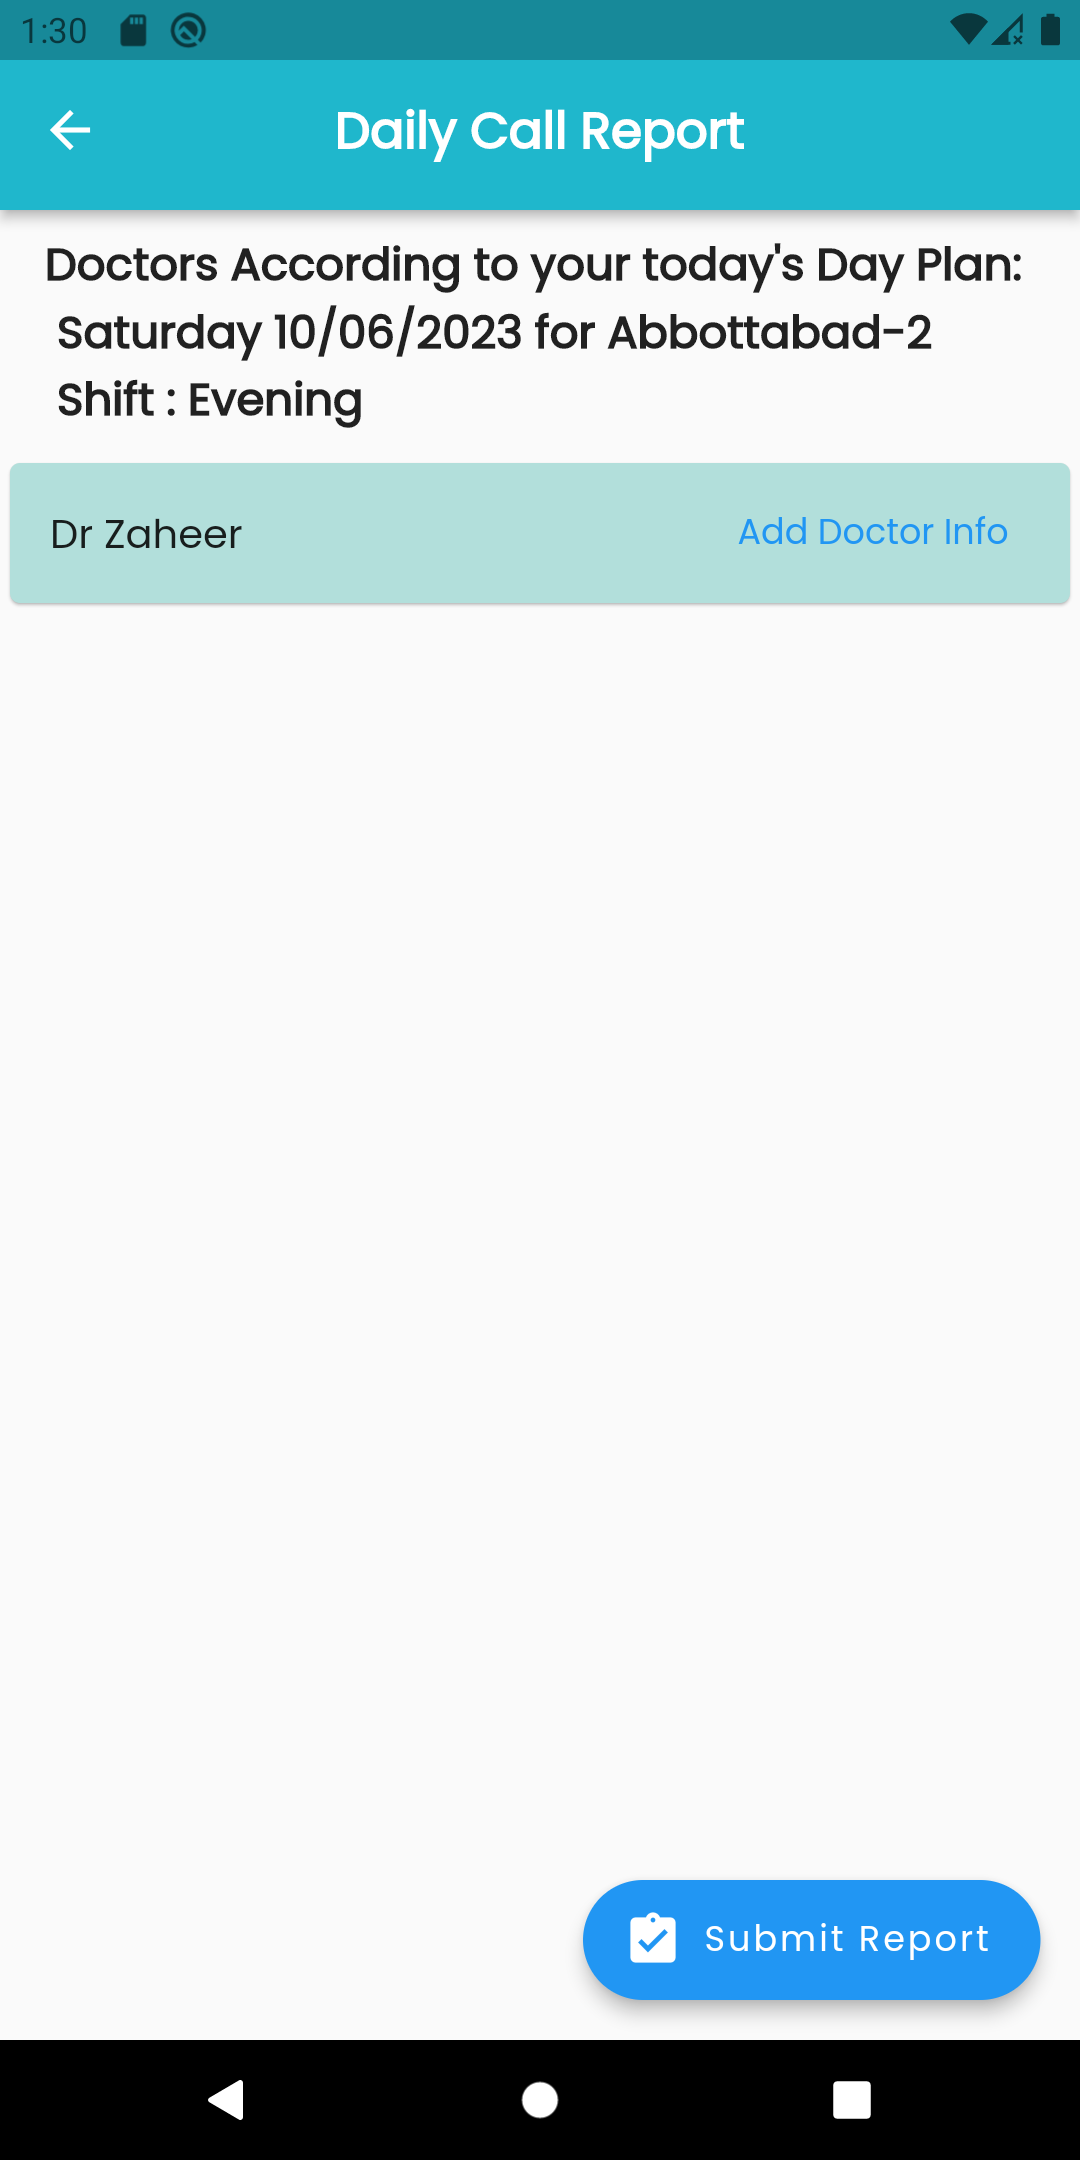 1:30
Daily Call Report
Doctors According to your today's Day Plan:
Saturday 10/06/2023 for Abbottabad-2
Shift : Evening
Dr Zaheer
Add Doctor Info
Submit Report